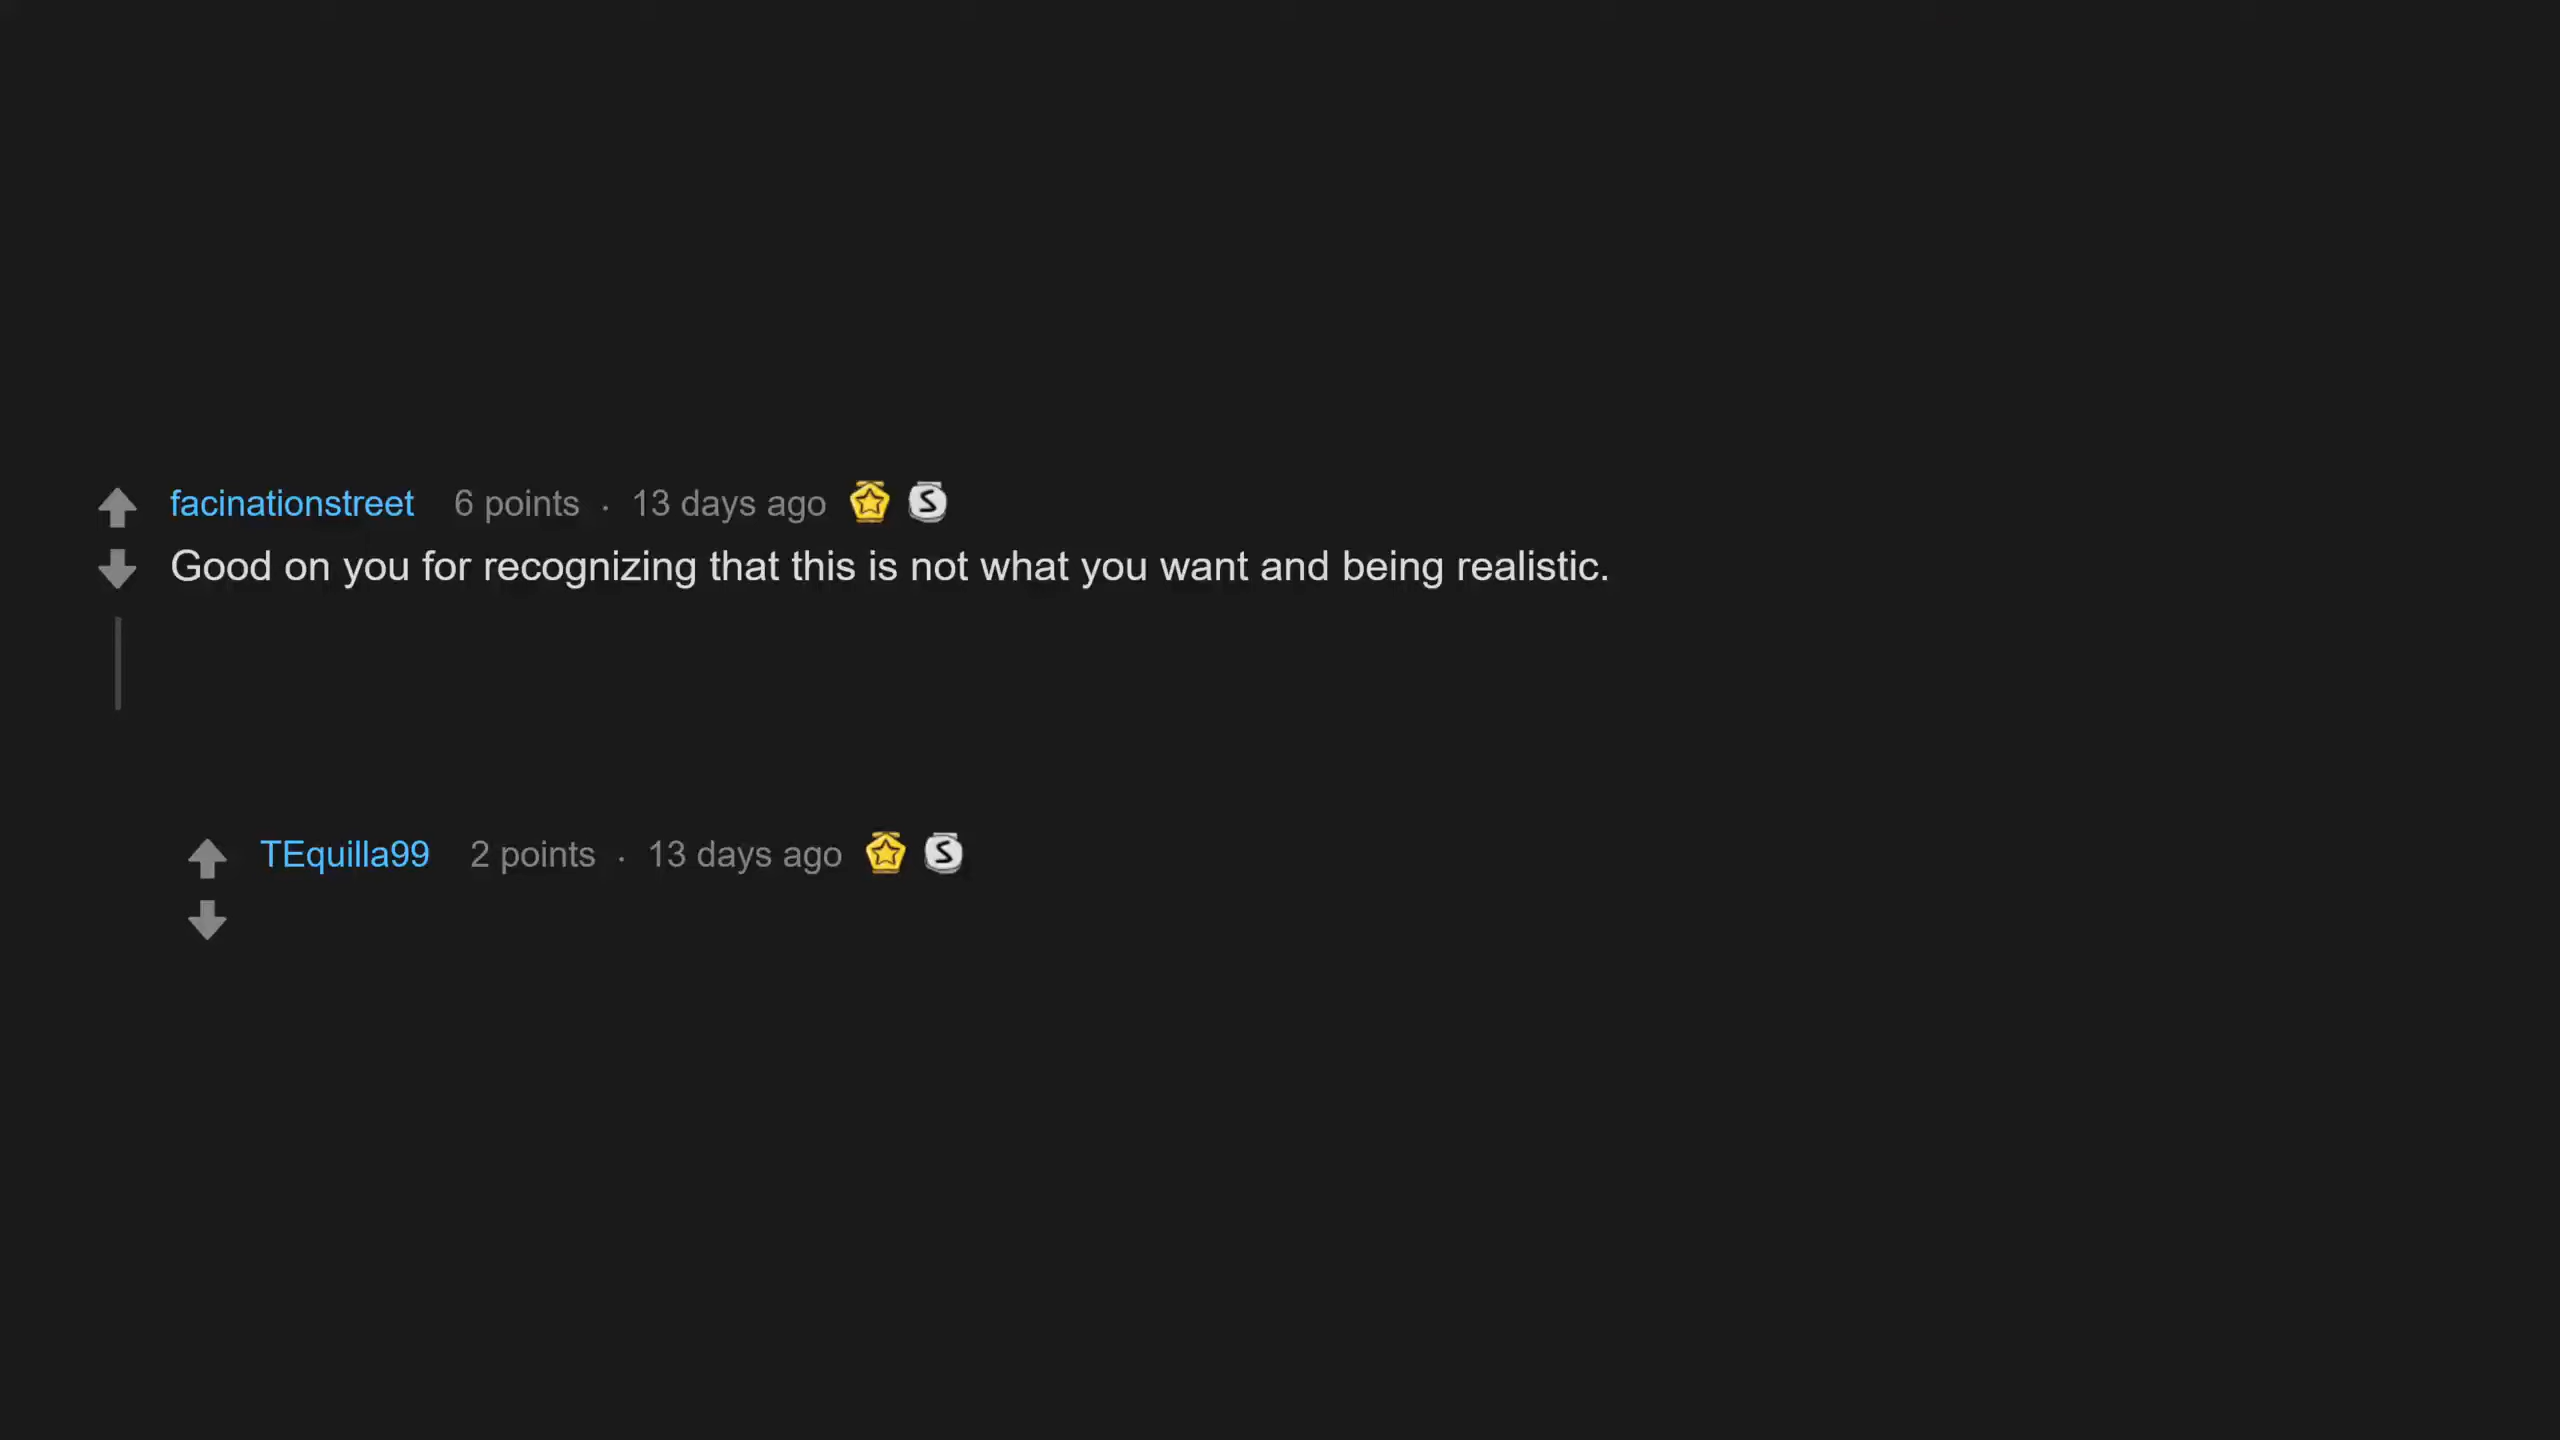 facinationstreet 6 points · 13 days ago S
Good on you for recognizing that this is not what you want and being realistic.
TEquilla99 2 points · 13 days ago S